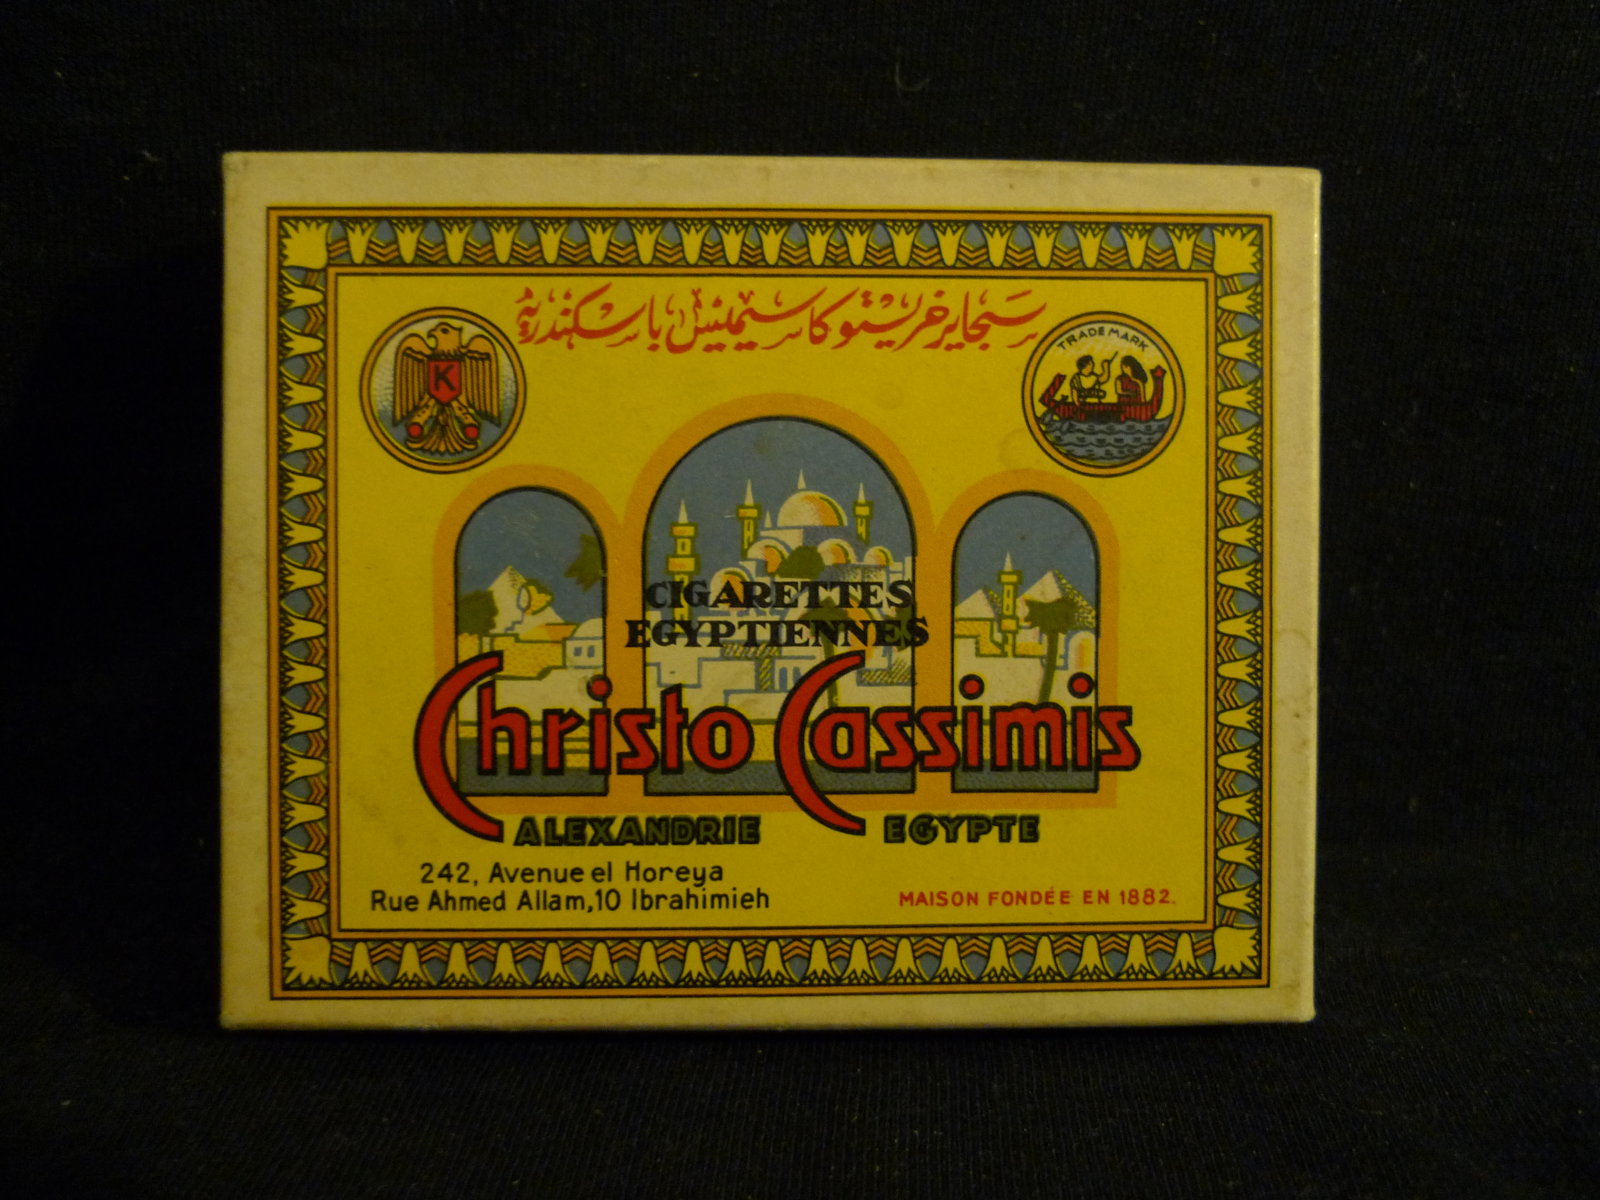 سجاير خريستو كاسيميس باسكندرية
K
TRADE MARK
CIGARETTES
EGYPTIENNES
Christo Cassimis
ALEXANDRIE EGYPTE
242, Avenue el Horeya
Rue Ahmed Allam, 10 Ibrahimieh
MAISON FONDÉE EN 1882.